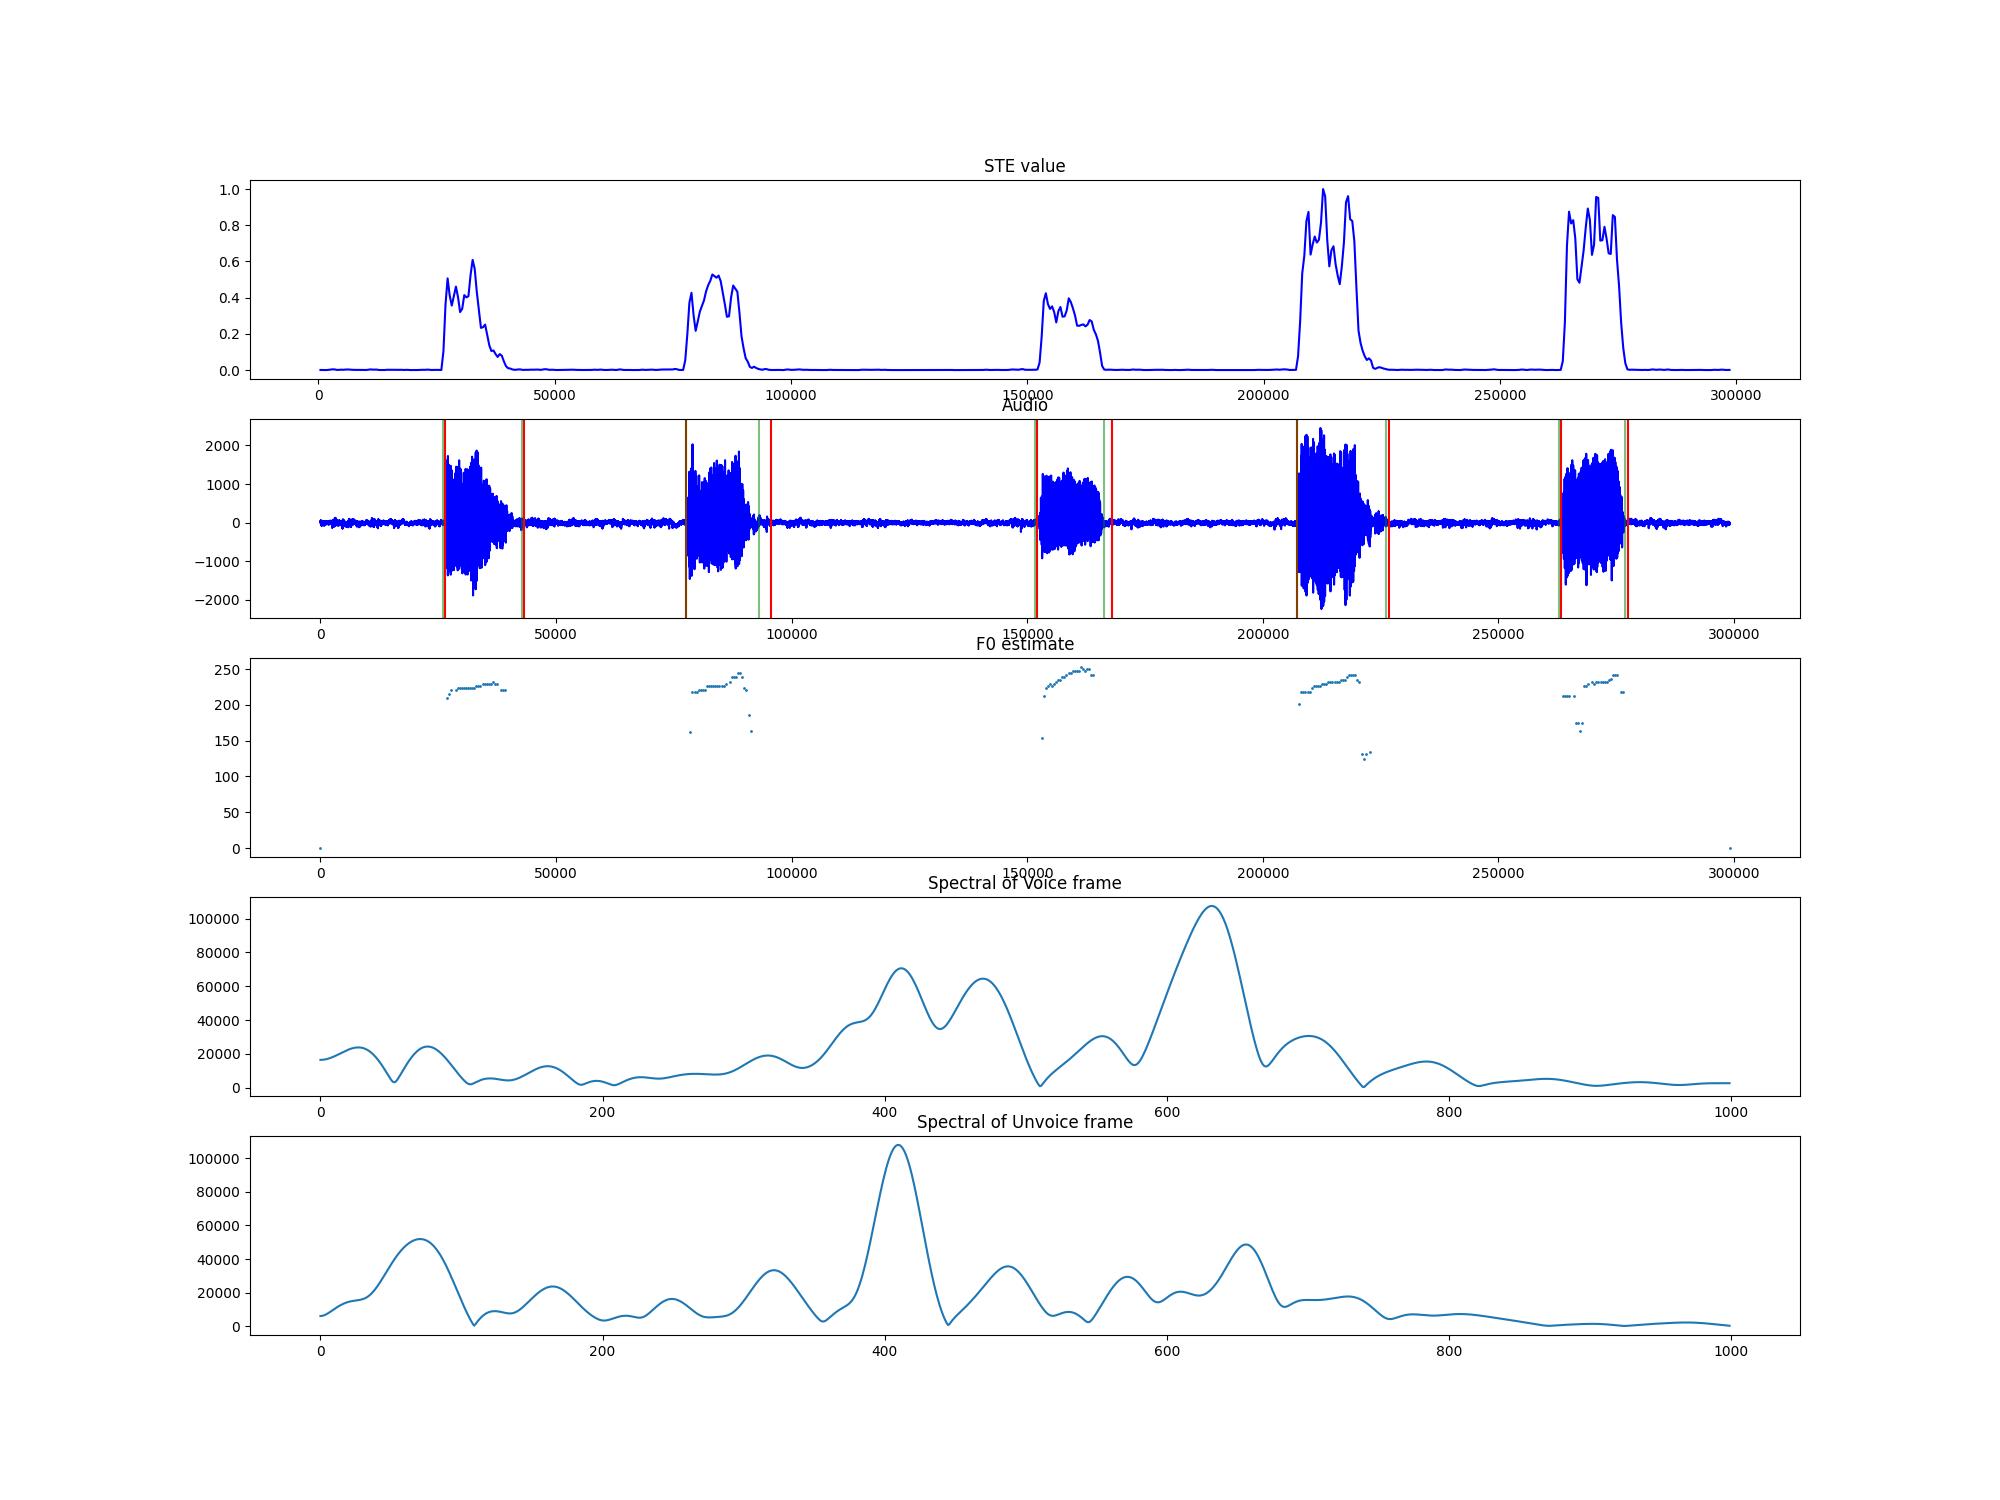 STE value
1.0
0.8
0.6
0.4
0.2
0.0
0 50000 100000 150000 200000 250000 300000
Audio
2000
1000
0
−1000
−2000
0 50000 100000 150000 200000 250000 300000
F0 estimate
250
200
150
100
50
0
0 50000 100000 150000 200000 250000 300000
Spectral of Voice frame
100000
80000
60000
40000
20000
0
0 200 400 600 800 1000
Spectral of Unvoice frame
100000
80000
60000
40000
20000
0
0 200 400 600 800 1000